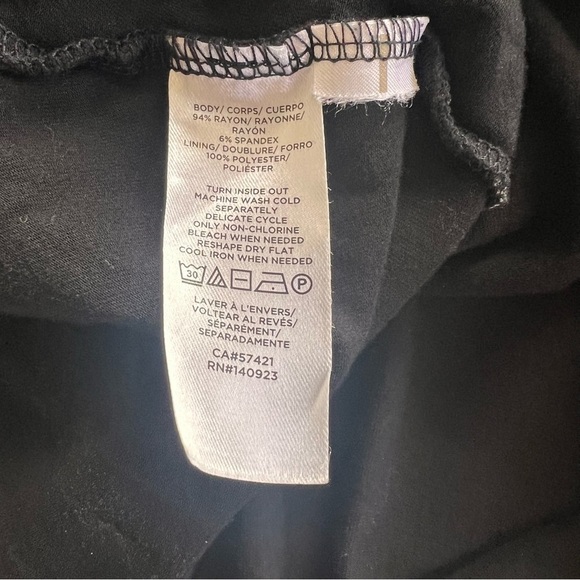 BODY/ CORPS/ CUERPO
94% RAYON/ RAYONNE/
RAYÓN
6% SPANDEX
LINING/ DOUBLURE/ FORRO
100% POLYESTER/
POLIÉSTER
TURN INSIDE OUT
MACHINE WASH COLD
SEPARATELY
DELICATE CYCLE
ONLY NON-CHLORINE
BLEACH WHEN NEEDED
RESHAPE DRY FLAT
COOL IRON WHEN NEEDED
30 P
LAVER À L'ENVERS/
VOLTEAR AL REVÉS/
SÉPARÉMENT/
SEPARADAMENTE
CA#57421
RN#140923